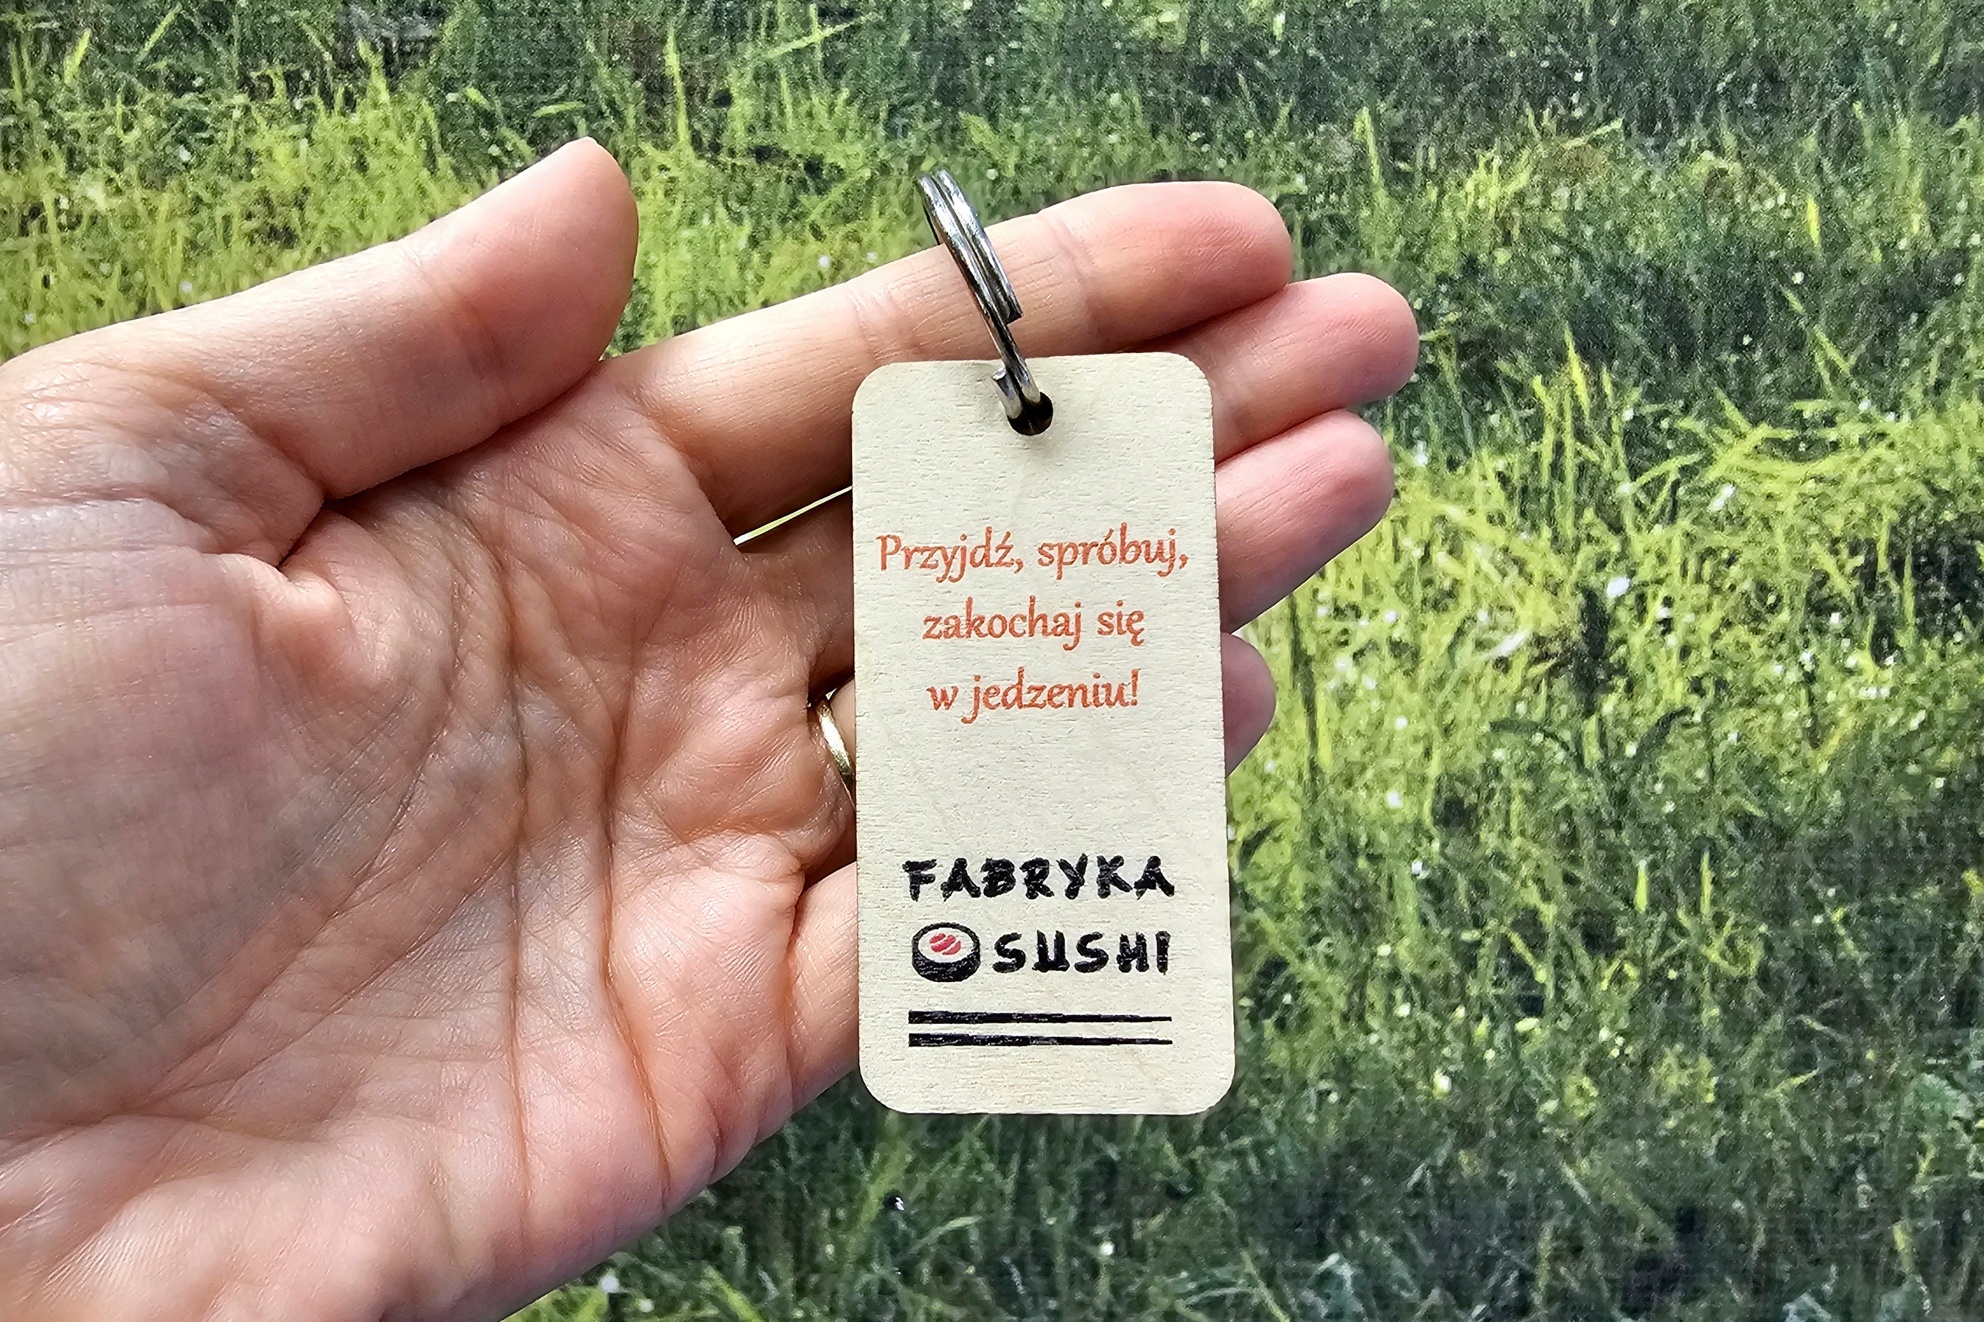 Przyjdź, spróbuj,
zakochaj się
w jedzeniu!
FABRYKA
SUSHI